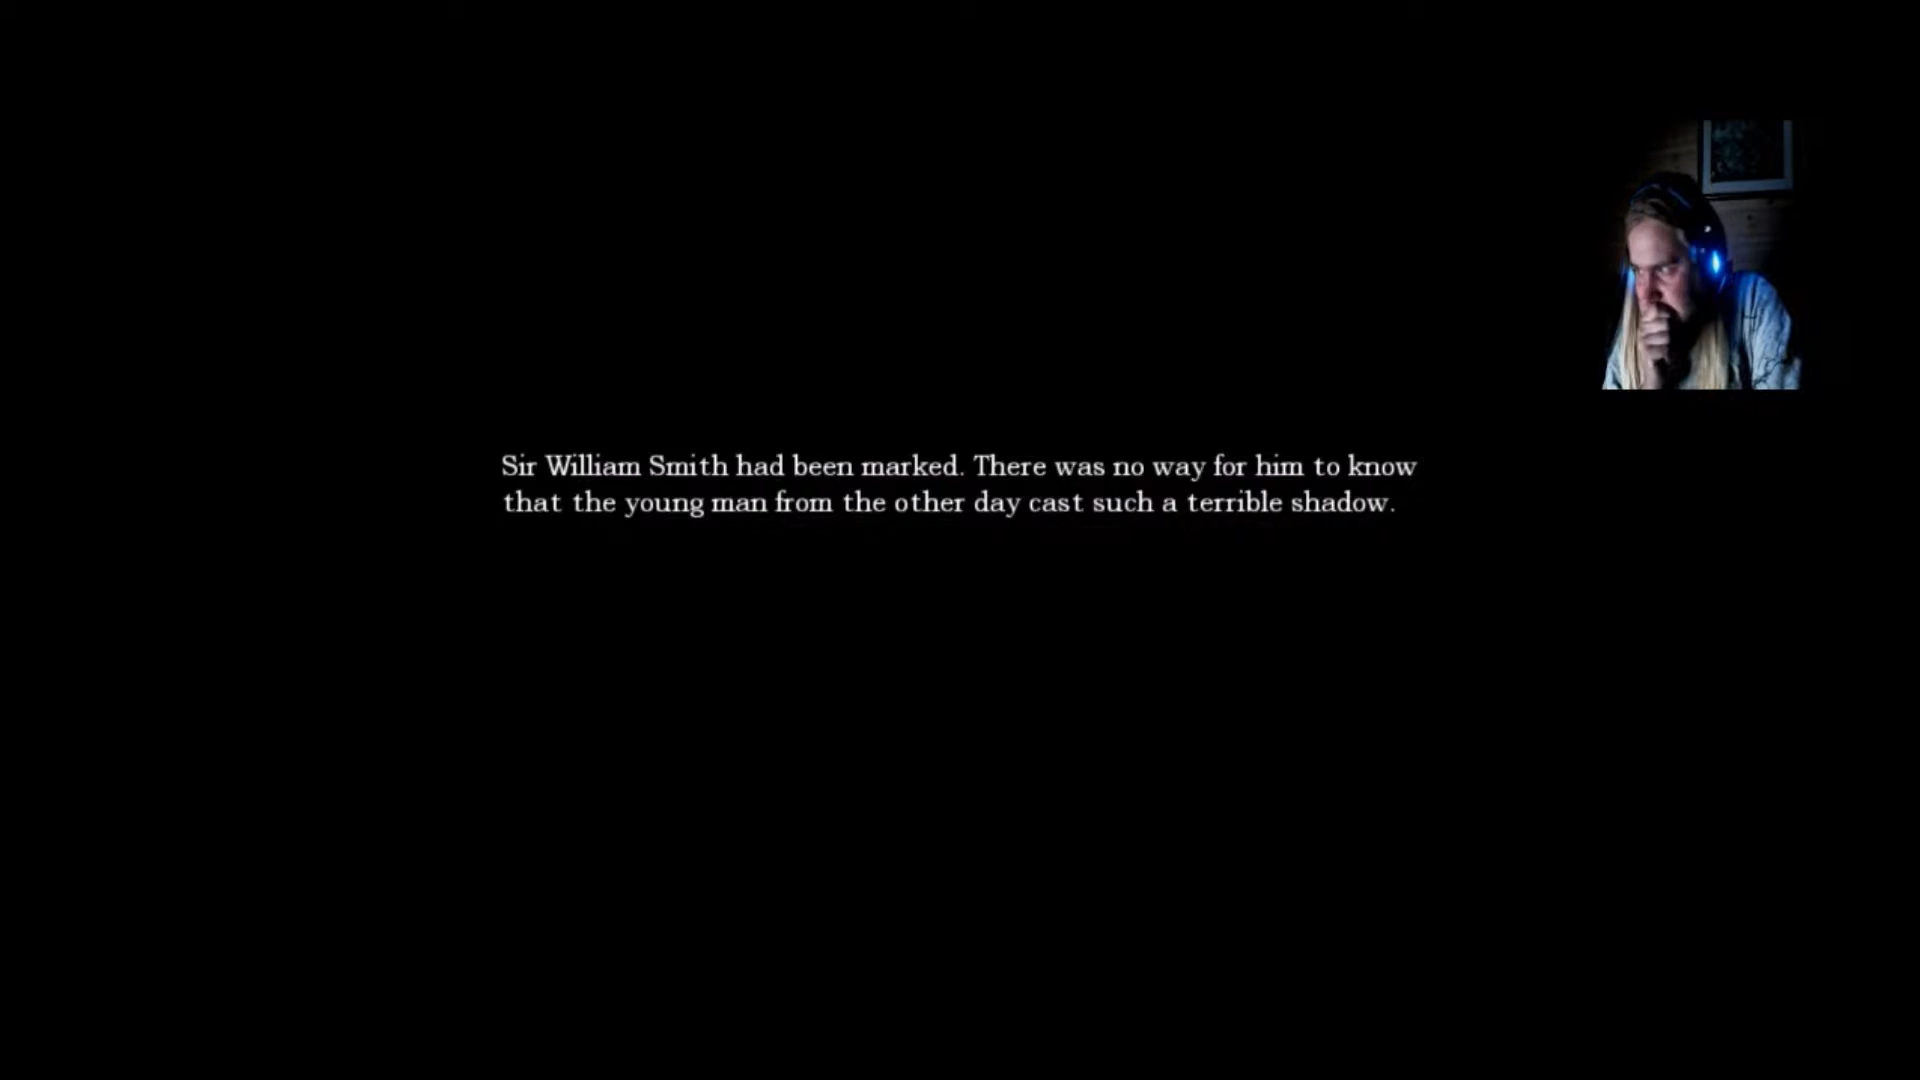 Sir William Smith had been marked. There was no way for him to know
that the young man from the other day cast such a terrible shadow.